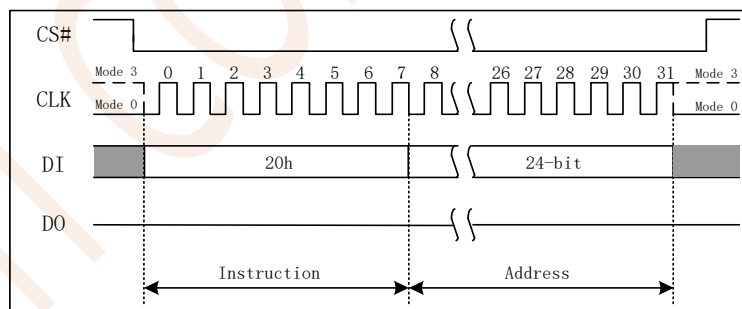 CS#
Mode 3 0 1 2 3 4 5 6 7 8 26 27 28 29 30 31 Mode 3
CLK
Mode 0 Mode 0
DI 20h 24-bit
DO
Instruction Address